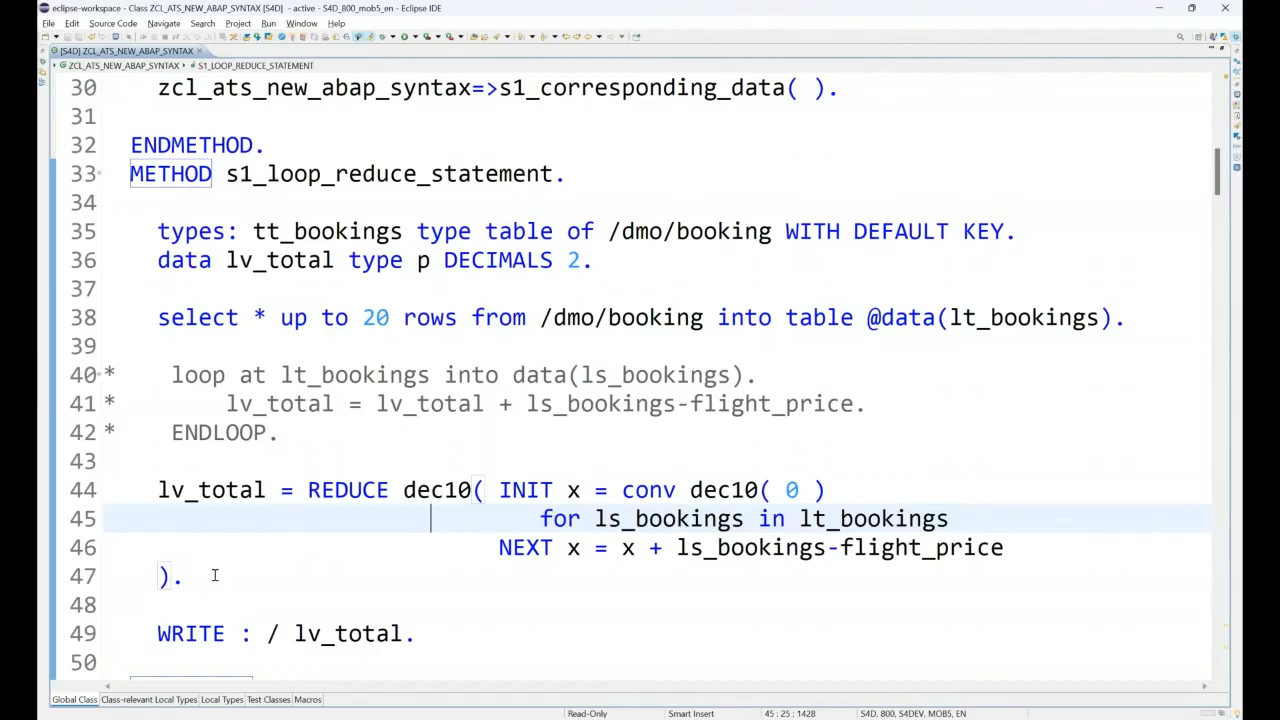 eclipse-workspace - Class ZCL_ATS_NEW_ABAP_SYNTAX [S4D] - active - S4D_800_mob5_en - Eclipse IDE
File Edit Source Code Navigate Search Project Run Window Help
[S4D] ZCL_ATS_NEW_ABAP_SYNTAX
ZCL_ATS_NEW_ABAP_SYNTAX S1_LOOP_REDUCE_STATEMENT
30 zcl_ats_new_abap_syntax=>s1_corresponding_data( ).
31
32 ENDMETHOD.
33 METHOD s1_loop_reduce_statement.
34
35 types: tt_bookings type table of /dmo/booking WITH DEFAULT KEY.
36 data lv_total type p DECIMALS 2.
37
38 select * up to 20 rows from /dmo/booking into table @data(lt_bookings).
39
40 * loop at lt_bookings into data(ls_bookings).
41 * lv_total = lv_total + ls_bookings-flight_price.
42 * ENDLOOP.
43
44 lv_total = REDUCE dec10( INIT x = conv dec10( 0 )
45 for ls_bookings in lt_bookings
46 NEXT x = x + ls_bookings-flight_price
47 ).
48
49 WRITE : / lv_total.
50
Global Class Class-relevant Local Types Local Types Test Classes Macros
Read-Only Smart Insert 45 : 25 : 1428 S4D, 800, S4DEV, MOB5, EN